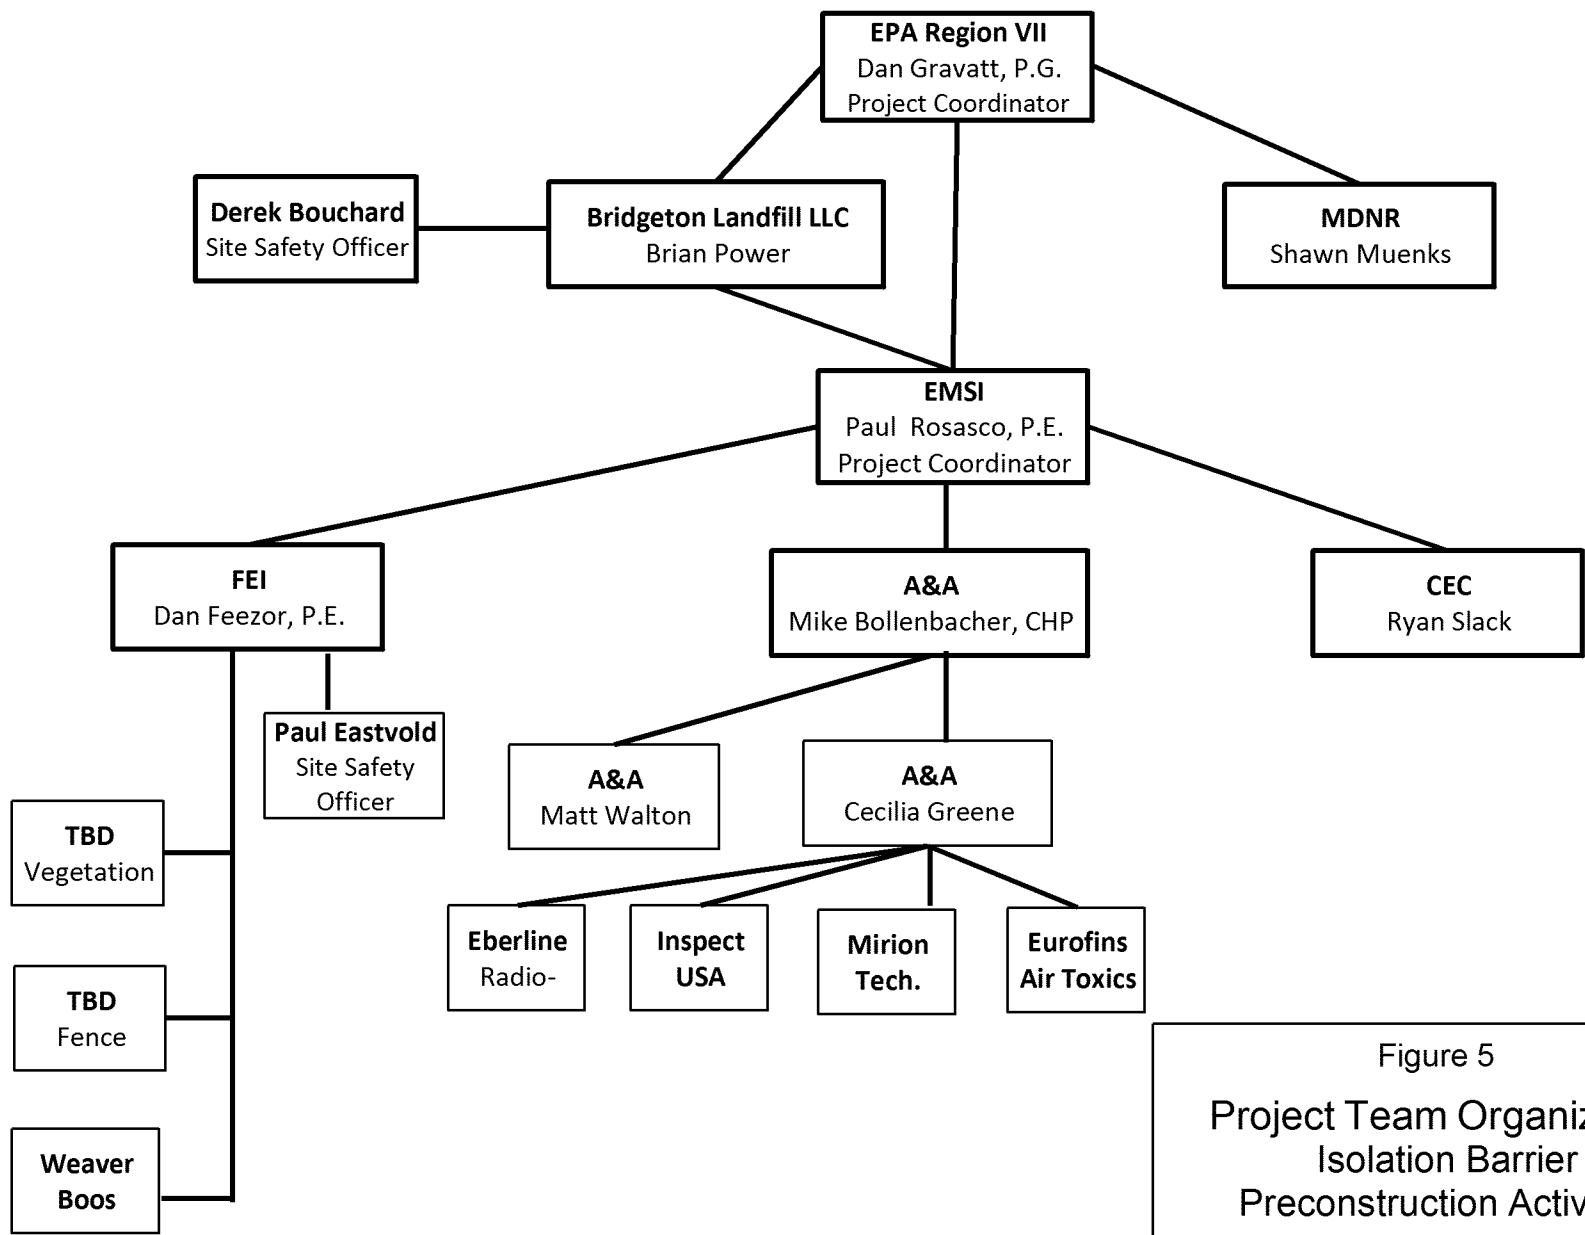 EPA Region VII
Dan Gravatt, P.G.
Project Coordinator
Derek Bouchard
Site Safety Officer
Bridgeton Landfill LLC
Brian Power
MDNR
Shawn Muenks
EMSI
Paul Rosasco, P.E.
Project Coordinator
FEI
Dan Feezor, P.E.
A&A
Mike Bollenbacher, CHP
CEC
Ryan Slack
Paul Eastvold
Site Safety
Officer
A&A
Matt Walton
A&A
Cecilia Greene
TBD
Vegetation
Eberline
Radio-
Inspect
USA
Mirion
Tech.
Eurofins
Air Toxics
TBD
Fence
Weaver
Boos
Figure 5
Project Team Organiz
Isolation Barrier
Preconstruction Activ